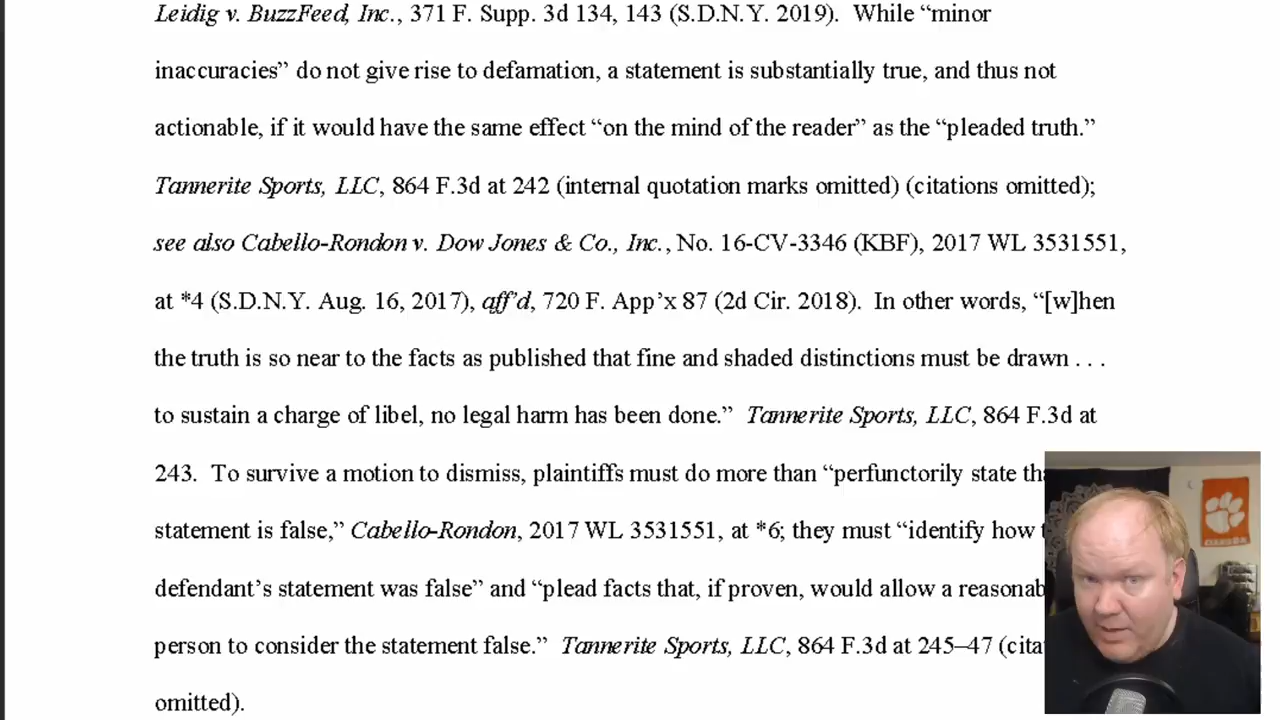 Leidig v. BuzzFeed, Inc., 371 F. Supp. 3d 134, 143 (S.D.N.Y. 2019).  While “minor
inaccuracies” do not give rise to defamation, a statement is substantially true, and thus not
actionable, if it would have the same effect “on the mind of the reader” as the “pleaded truth.”
Tannerite Sports, LLC, 864 F.3d at 242 (internal quotation marks omitted) (citations omitted);
see also Cabello-Rondon v. Dow Jones & Co., Inc., No. 16-CV-3346 (KBF), 2017 WL 3531551,
at *4 (S.D.N.Y. Aug. 16, 2017), aff’d, 720 F. App’x 87 (2d Cir. 2018).  In other words, “[w]hen
the truth is so near to the facts as published that fine and shaded distinctions must be drawn . . .
to sustain a charge of libel, no legal harm has been done.”  Tannerite Sports, LLC, 864 F.3d at
243.  To survive a motion to dismiss, plaintiffs must do more than “perfunctorily state
statement is false,” Cabello-Rondon, 2017 WL 3531551, at *6; they must “identify how
defendant’s statement was false” and “plead facts that, if proven, would allow a
person to consider the statement false.”  Tannerite Sports, LLC, 864 F.3d at 245–47
omitted).
CLEMSON